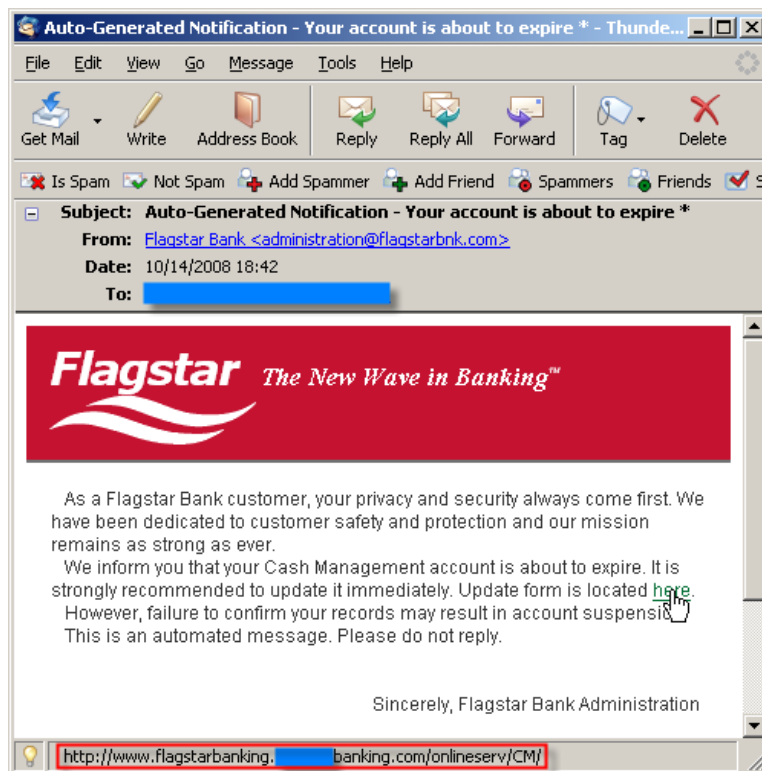 Auto-Generated Notification - Your account is about to expire * - Thunde...
File Edit View Go Message Tools Help
Get Mail Write Address Book Reply Reply All Forward Tag Delete
Is Spam Not Spam Add Spammer Add Friend Spammers Friends S
Subject: Auto-Generated Notification - Your account is about to expire *
From: Flagstar Bank <administration@flagstarbnk.com>
Date: 10/14/2008 18:42
To:
Flagstar The New Wave in Banking™
As a Flagstar Bank customer, your privacy and security always come first. We
have been dedicated to customer safety and protection and our mission
remains as strong as ever.
We inform you that your Cash Management account is about to expire. It is
strongly recommended to update it immediately. Update form is located here.
However, failure to confirm your records may result in account suspensio
This is an automated message. Please do not reply.
Sincerely, Flagstar Bank Administration
http://www.flagstarbanking. banking.com/onlineserv/CM/